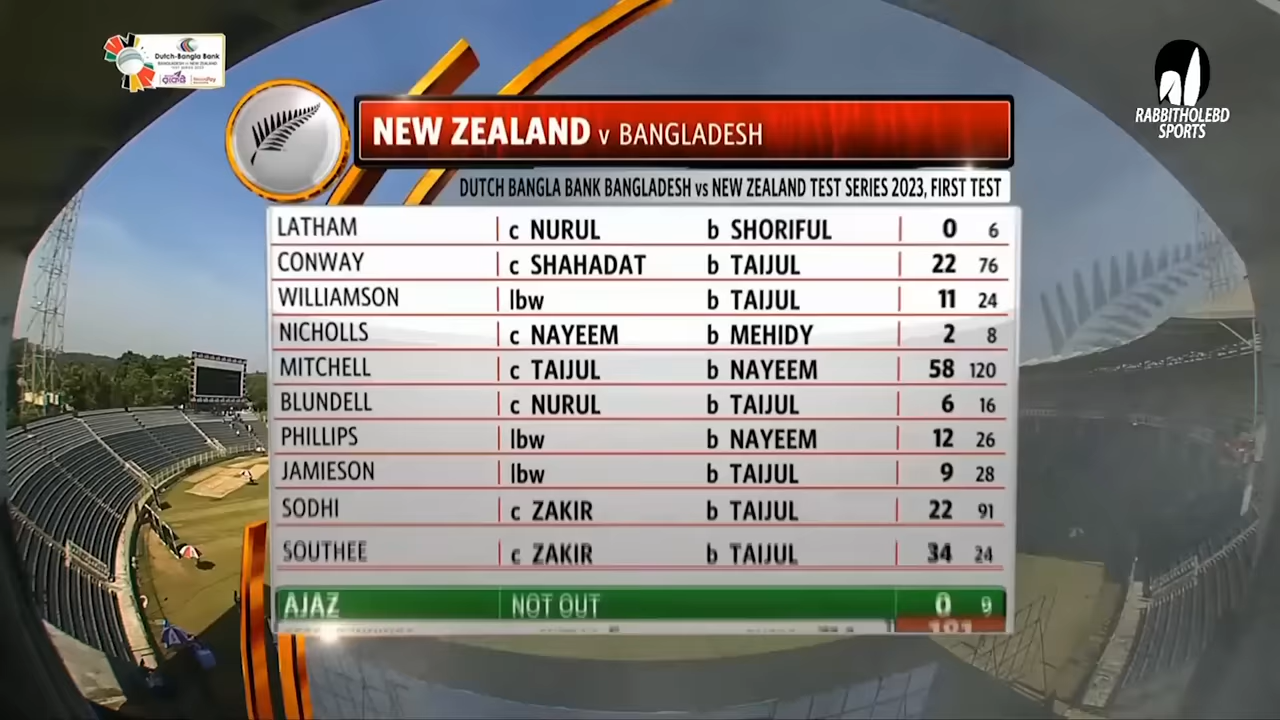 Dutch-Bangla Bank
RABBITHOLEBD
SPORTS
NEW ZEALAND v BANGLADESH
DUTCH BANGLA BANK BANGLADESH vs NEW ZEALAND TEST SERIES 2023, FIRST TEST
LATHAM c NURUL b SHORIFUL 0 6
CONWAY c SHAHADAT b TAIJUL 22 76
WILLIAMSON lbw b TAIJUL 11 24
NICHOLLS c NAYEEM b MEHIDY 2 8
MITCHELL c TAIJUL b NAYEEM 58 120
BLUNDELL c NURUL b TAIJUL 6 16
PHILLIPS lbw b NAYEEM 12 26
JAMIESON lbw b TAIJUL 9 28
SODHI c ZAKIR b TAIJUL 22 91
SOUTHEE c ZAKIR b TAIJUL 34 24
AJAZ NOT OUT 0 9